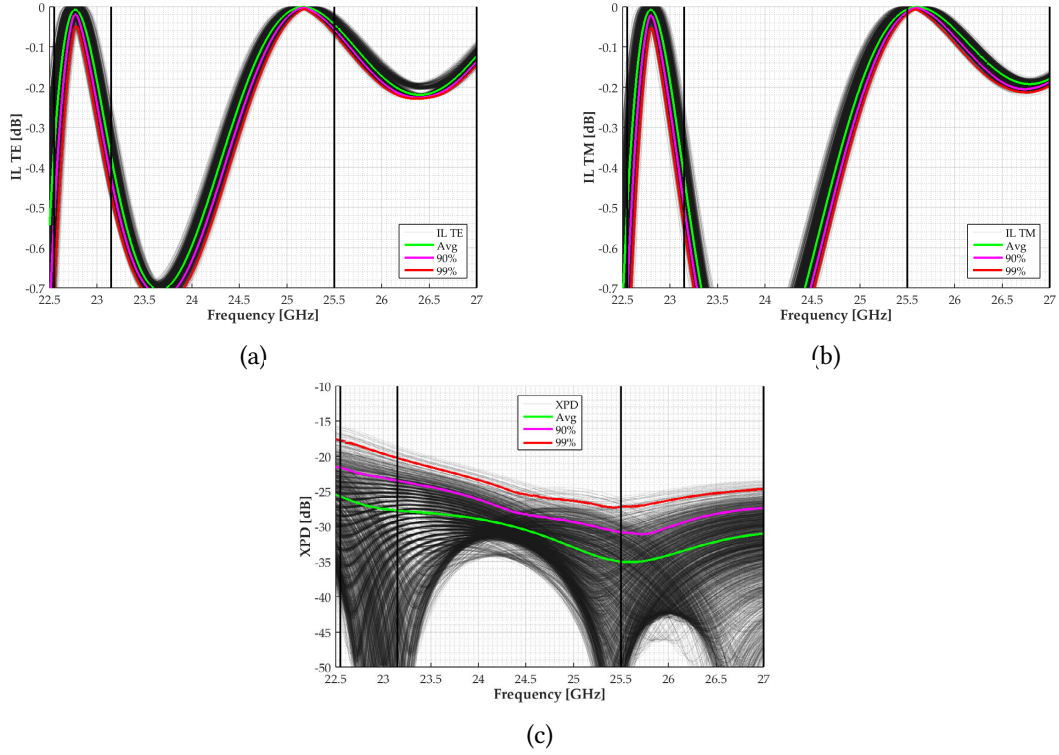 0
-0.1
-0.2
-0.3
-0.4
-0.5
-0.6
-0.7
IL TE [dB]
22.5 23 23.5 24 24.5 25 25.5 26 26.5 27
Frequency [GHz]
IL TE
Avg
90%
99%
(a)
0
-0.1
-0.2
-0.3
-0.4
-0.5
-0.6
-0.7
IL TM [dB]
22.5 23 23.5 24 24.5 25 25.5 26 26.5 27
Frequency [GHz]
IL TM
Avg
90%
99%
(b)
-10
-15
-20
-25
-30
-35
-40
-45
-50
XPD [dB]
22.5 23 23.5 24 24.5 25 25.5 26 26.5 27
Frequency [GHz]
XPD
Avg
90%
99%
(c)